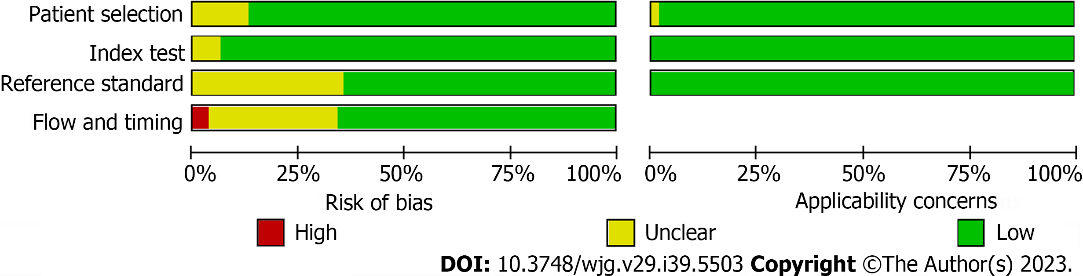 Patient selection
Index test
Reference standard
Flow and timing
0% 25% 50% 75% 100% 0% 25% 50% 75% 100%
Risk of bias Applicability concerns
High Unclear Low
DOI: 10.3748/wjg.v29.i39.5503 Copyright ©The Author(s) 2023.